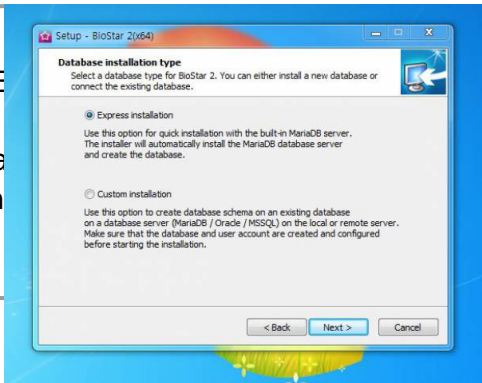 Setup - BioStar 2(x64)
Database installation type
Select a database type for BioStar 2. You can either install a new database or
connect the existing database.
Express installation
Use this option for quick installation with the built-in MariaDB server.
The installer will automatically install the MariaDB database server
and create the database.
Custom installation
Use this option to create database schema on an existing database
on a database server (MariaDB / Oracle / MSSQL) on the local or remote server.
Make sure that the database and user account are created and configured
before starting the installation.
< Back Next > Cancel